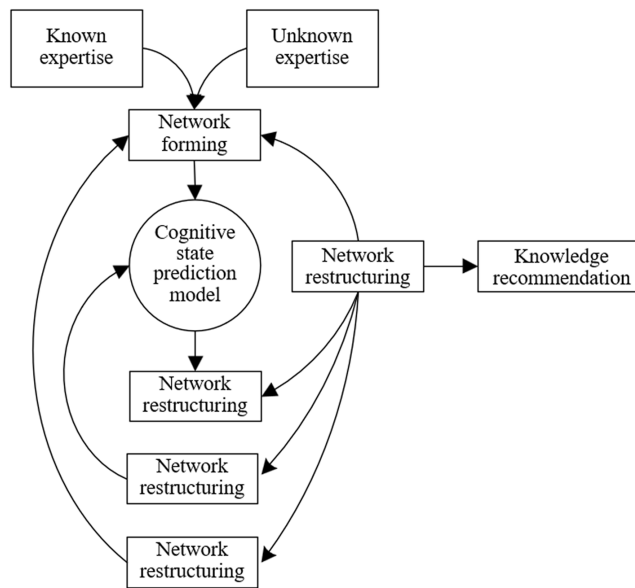 Known
expertise
Unknown
expertise
Network
forming
Cognitive
state
prediction
model
Network
restructuring
Knowledge
recommendation
Network
restructuring
Network
restructuring
Network
restructuring